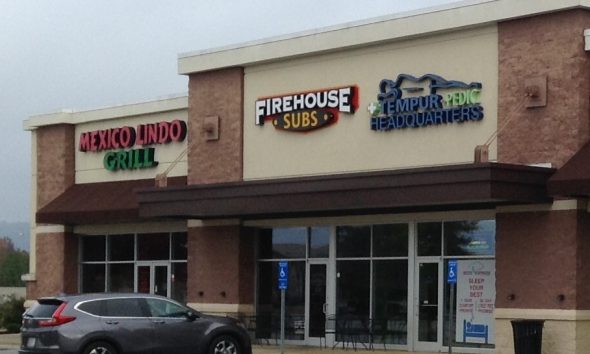 MEXICO LINDO
GRILL
FIREHOUSE
SUBS
TEMPUR-PEDIC
HEADQUARTERS
SLEEP
YOUR
BEST